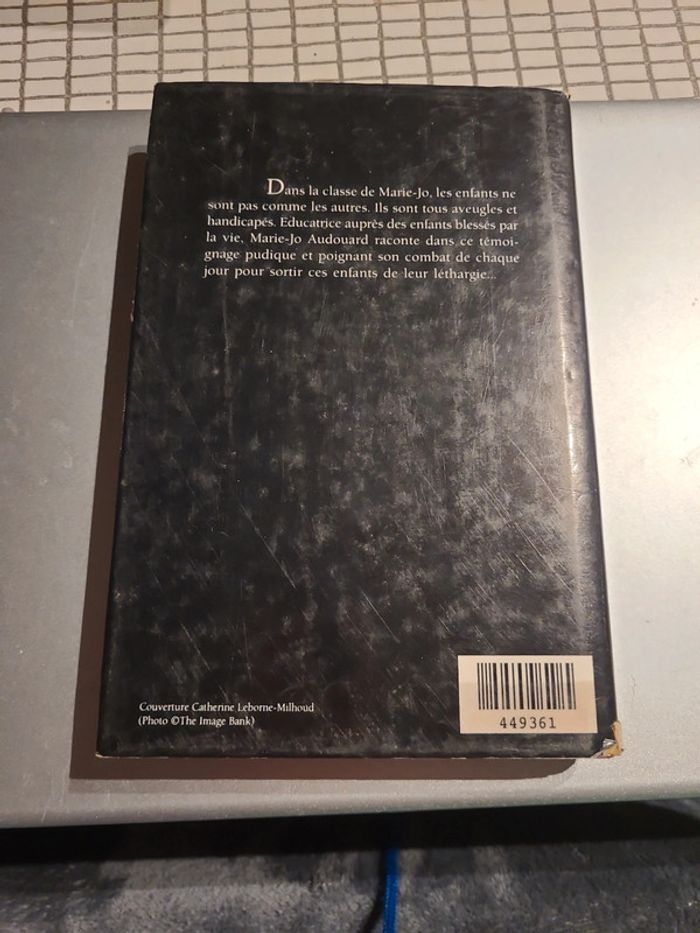 Dans la classe de Marie-Jo, les enfants ne
sont pas comme les autres. Ils sont tous aveugles et
handicapés. Educatrice auprès des enfants blessés par
la vie, Marie-Jo Audouard raconte dans ce témoi-
gnage pudique et poignant son combat de chaque
jour pour sortir ces enfants de leur léthargie...
Couverture Catherine Leborne-Milhoud
(Photo ©The Image Bank)
449361